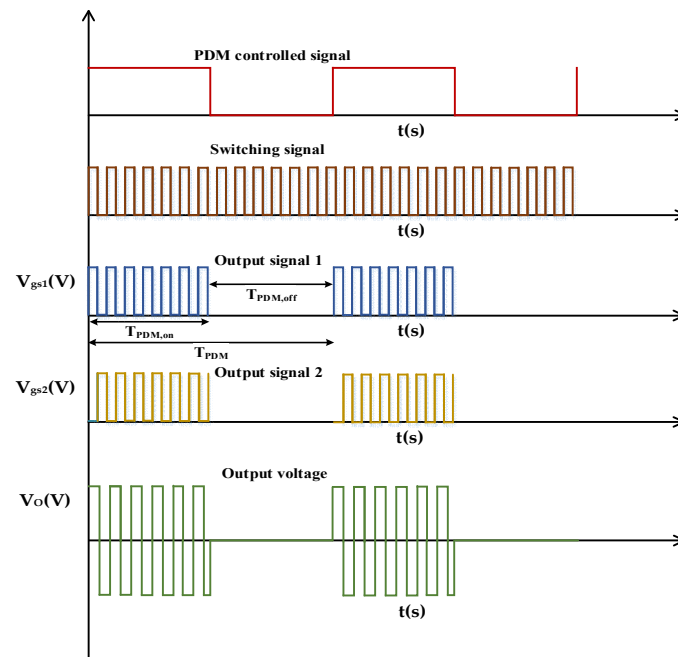 PDM controlled signal
t(s)
Switching signal
t(s)
Output signal 1
Vgs1(V)
TPDM,off
t(s)
TPDM,on
TPDM
Output signal 2
Vgs2(V)
t(s)
Output voltage
VO(V)
t(s)